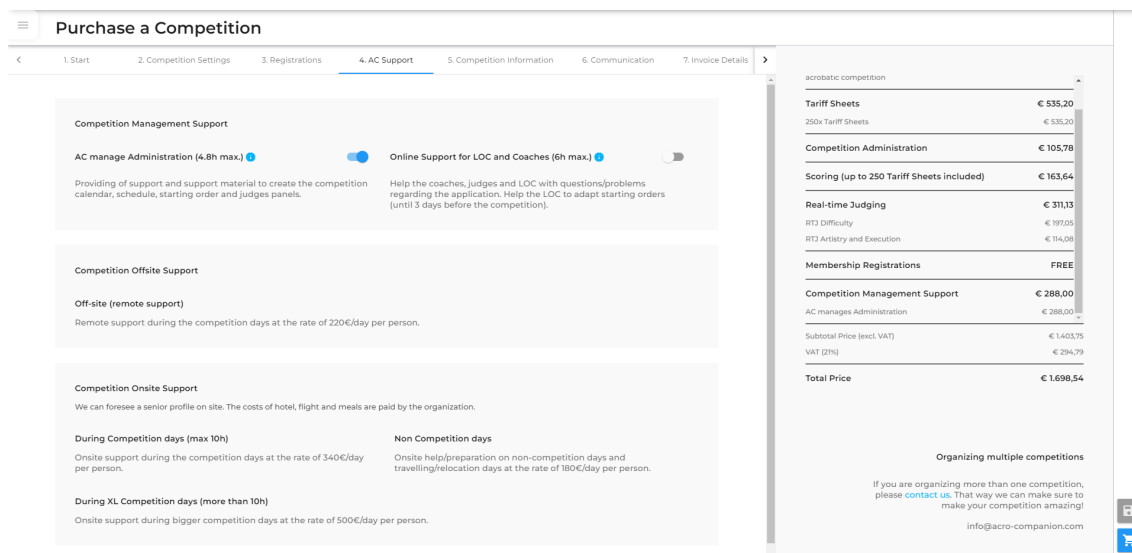 Purchase a Competition
1. Start
2. Competition Settings
3. Registrations
4. AC Support
5. Competition Information
6. Communication
7. Invoice Details
Competition Management Support
AC manage Administration (4.8h max.)
Providing of support and support material to create the competition
calendar, schedule, starting order and judges panels.
Online Support for LOC and Coaches (6h max.)
Help the coaches, judges and LOC with questions/problems
regarding the application. Help the LOC to adapt starting orders
(until 3 days before the competition).
Competition Offsite Support
Off-site (remote support)
Remote support during the competition days at the rate of 220€/day per person.
Competition Onsite Support
We can foresee a senior profile on site. The costs of hotel, flight and meals are paid by the organization.
During Competition days (max 10h)
Onsite support during the competition days at the rate of 340€/day
per person.
Non Competition days
Onsite help/preparation on non-competition days and
travelling/relocation days at the rate of 180€/day per person.
During XL Competition days (more than 10h)
Onsite support during bigger competition days at the rate of 500€/day per person.
acrobatic competition
Tariff Sheets € 535,20
250x Tariff Sheets € 535,20
Competition Administration € 105,78
Scoring (up to 250 Tariff Sheets included) € 163,64
Real-time Judging € 311,13
RTJ Difficulty € 197,05
RTJ Artistry and Execution € 114,08
Membership Registrations FREE
Competition Management Support € 288,00
AC manages Administration € 288,00
Subtotal Price (excl. VAT) € 1.403,75
VAT (21%) € 294,79
Total Price € 1.698,54
Organizing multiple competitions
If you are organizing more than one competition,
please contact us. That way we can make sure to
make your competition amazing!
info@acro-companion.com